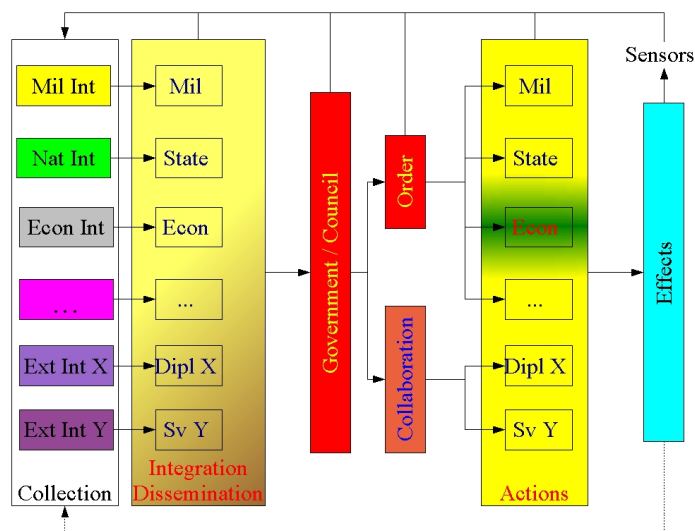 Sensors
Mil Int
Nat Int
Econ Int
...
Ext Int X
Ext Int Y
Collection
Mil
State
Econ
...
Dipl X
Sv Y
Integration
Dissemination
Government / Council
Order
Collaboration
Mil
State
Econ
...
Dipl X
Sv Y
Actions
Effects